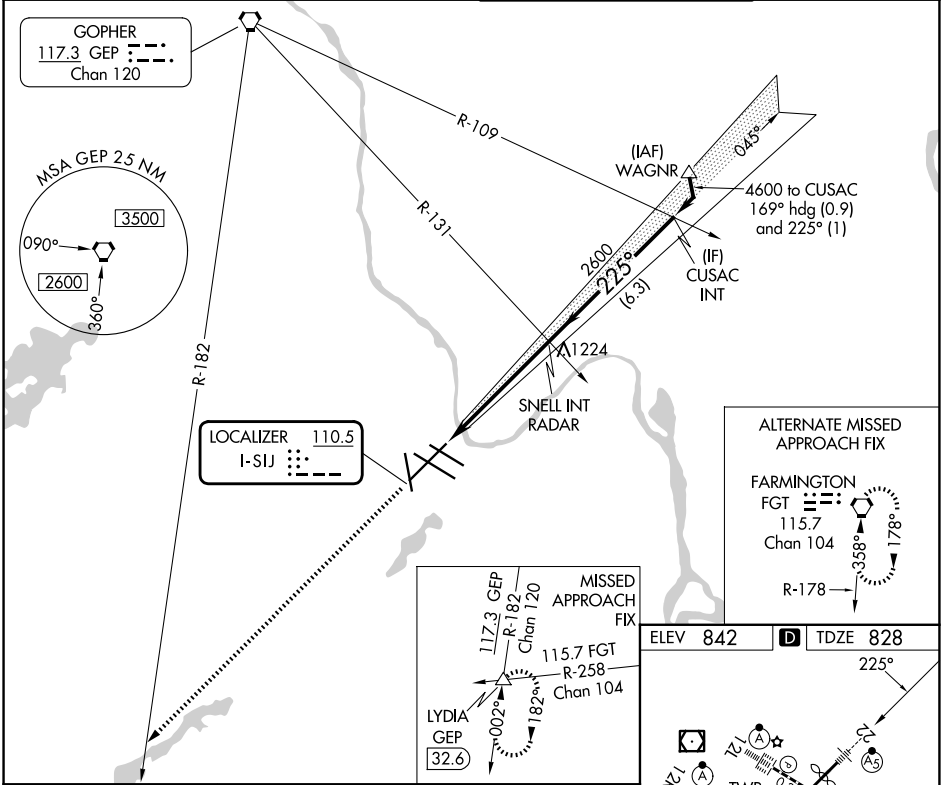 GOPHER
117.3 GEP
Chan 120
R-109
(IAF)
WAGNR
045°
4600 to CUSAC
169° hdg (0.9)
and 225° (1)
MSA GEP 25 NM
3500
090°
2600
360°
R-131
2600
225°
(6.3)
(IF)
CUSAC
INT
R-182
1224
SNELL INT
RADAR
LOCALIZER 110.5
I-SIJ
ALTERNATE MISSED
APPROACH FIX
FARMINGTON
FGT
115.7
Chan 104
358°
178°
R-178
MISSED
APPROACH
FIX
117.3 GEP
R-182
Chan 120
115.7 FGT
R-258
Chan 104
LYDIA
GEP
32.6
002°
182°
ELEV 842 D TDZE 828
225°
22
12L
A
P
A5
A